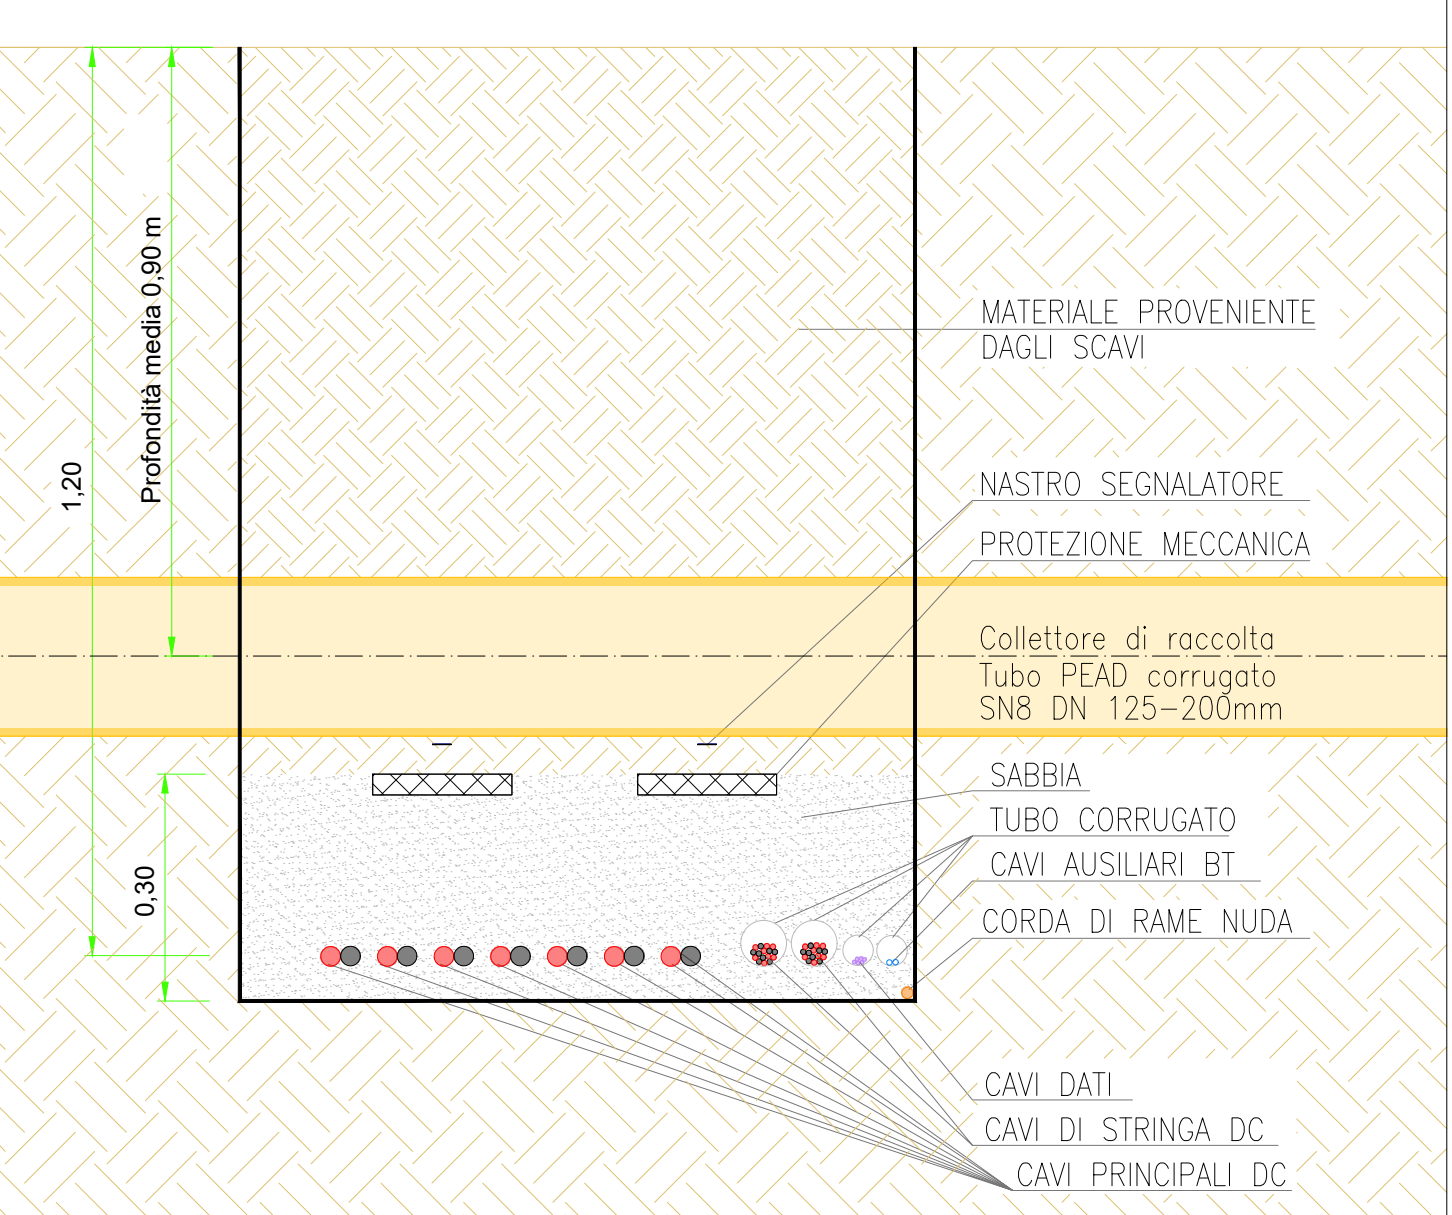 Profondità media 0,90 m
1,20
0,30
MATERIALE PROVENIENTE
DAGLI SCAVI
NASTRO SEGNALATORE
PROTEZIONE MECCANICA
Collettore di raccolta
Tubo PEAD corrugato
SN8 DN 125-200mm
SABBIA
TUBO CORRUGATO
CAVI AUSILIARI BT
CORDA DI RAME NUDA
CAVI DATI
CAVI DI STRINGA DC
CAVI PRINCIPALI DC